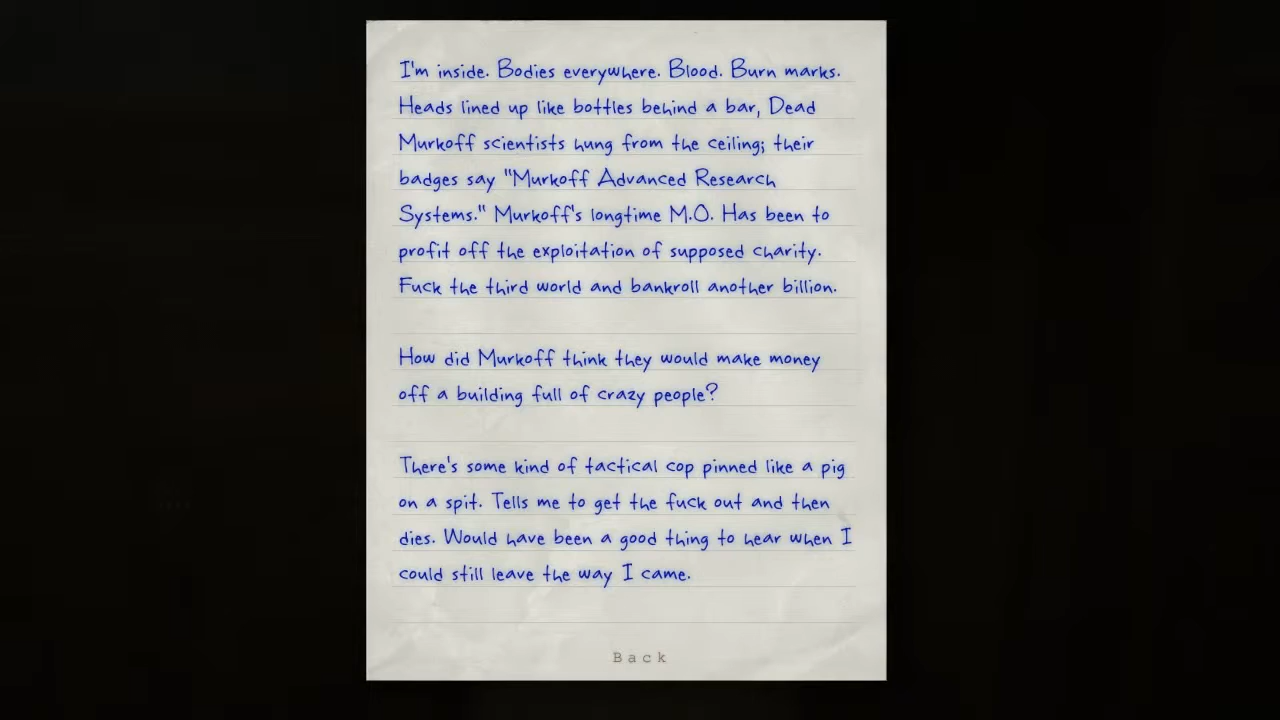 I'm inside. Bodies everywhere. Blood. Burn marks.
Heads lined up like bottles behind a bar, Dead
Murkoff scientists hung from the ceiling; their
badges say "Murkoff Advanced Research
Systems." Murkoff's longtime M.O. Has been to
profit off the exploitation of supposed charity.
Fuck the third world and bankroll another billion.
How did Murkoff think they would make money
off a building full of crazy people?
There's some kind of tactical cop pinned like a pig
on a spit. Tells me to get the fuck out and then
dies. Would have been a good thing to hear when I
could still leave the way I came.
Back